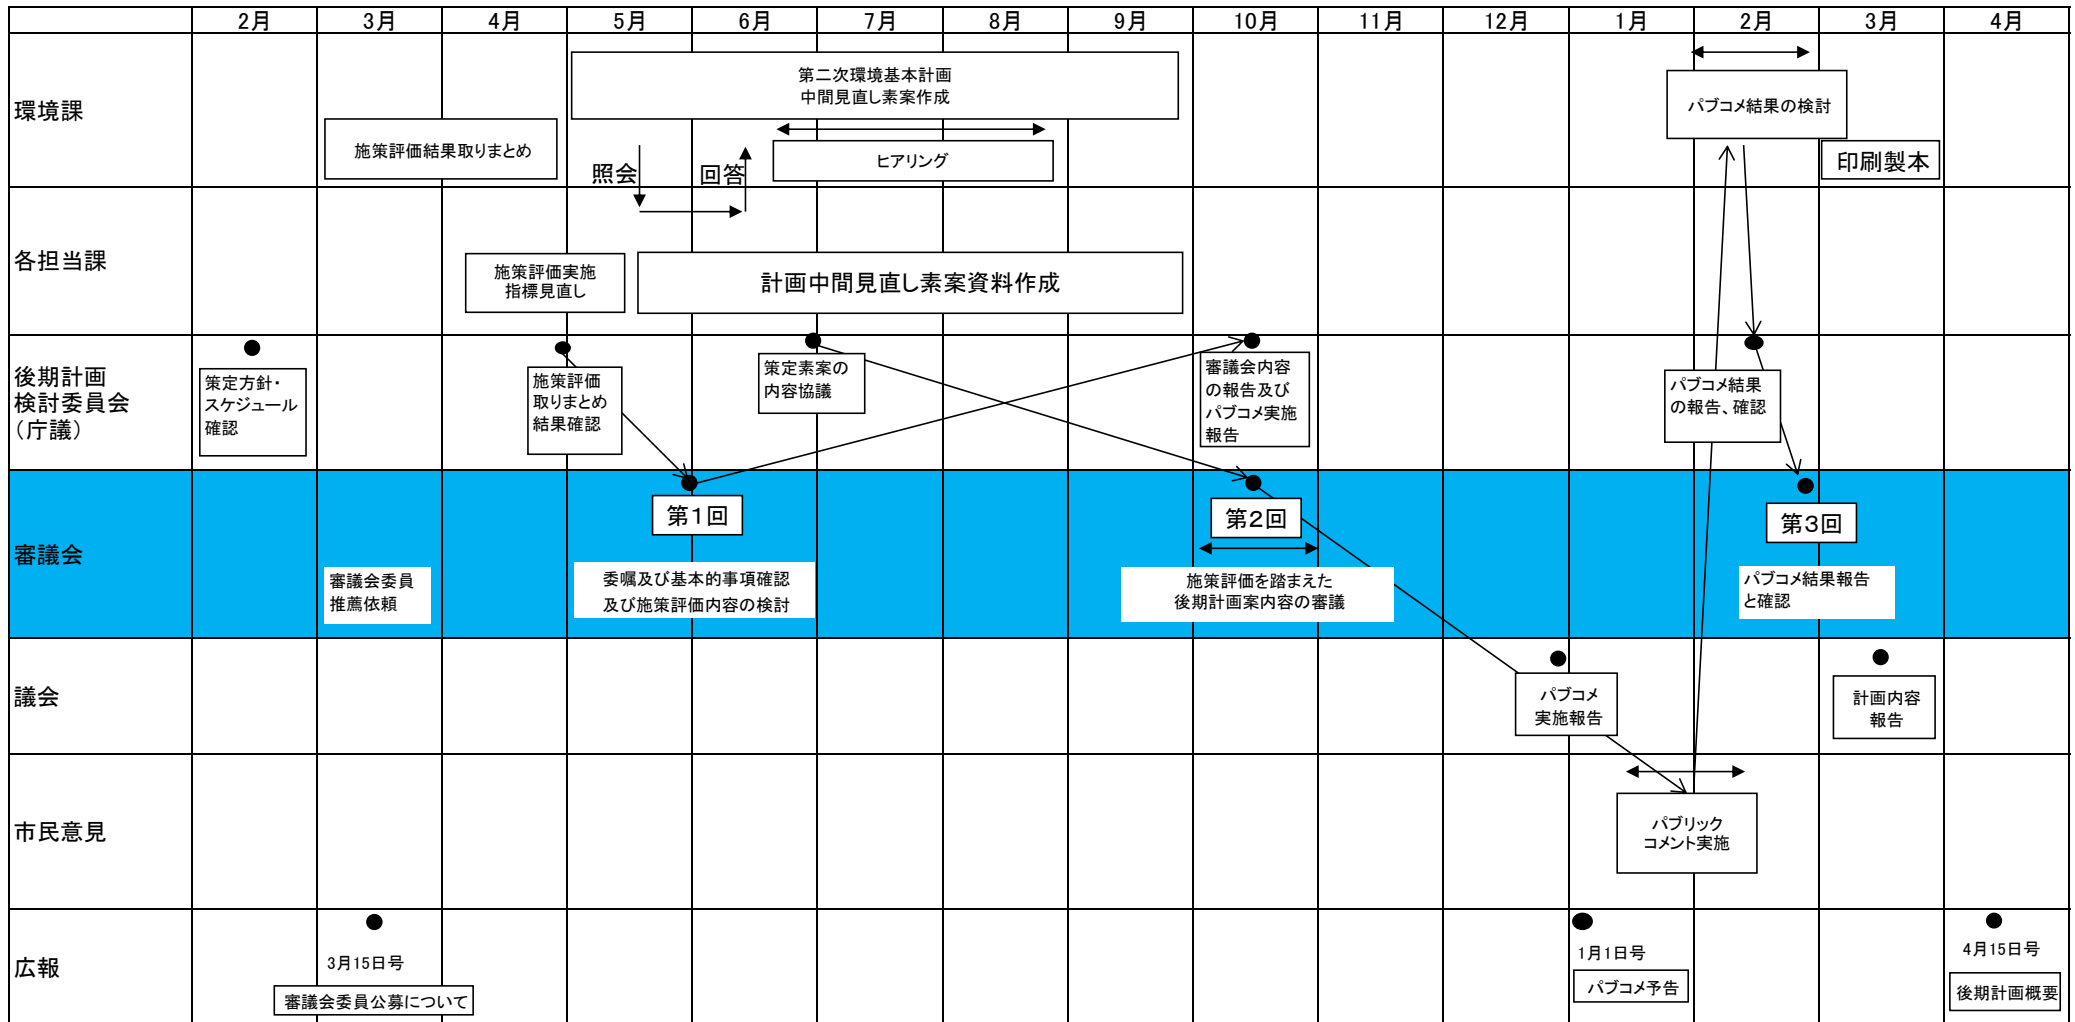 2月 3月 4月 5月 6月 7月 8月 9月 10月 11月 12月 1月 2月 3月 4月
環境課
第二次環境基本計画
中間見直し素案作成
施策評価結果取りまとめ
照会
回答
ヒアリング
パブコメ結果の検討
印刷製本
各担当課
施策評価実施
指標見直し
計画中間見直し素案資料作成
後期計画
検討委員会
（庁議）
策定方針・
スケジュール
確認
施策評価
取りまとめ
結果確認
策定素案の
内容協議
審議会内容
の報告及び
パブコメ実施
報告
パブコメ結果
の報告、確認
審議会
審議会委員
推薦依頼
第1回
委嘱及び基本的事項確認
及び施策評価内容の検討
第2回
施策評価を踏まえた
後期計画案内容の審議
第3回
パブコメ結果報告
と確認
議会
パブコメ
実施報告
計画内容
報告
市民意見
パブリック
コメント実施
広報
3月15日号
審議会委員公募について
1月1日号
パブコメ予告
4月15日号
後期計画概要